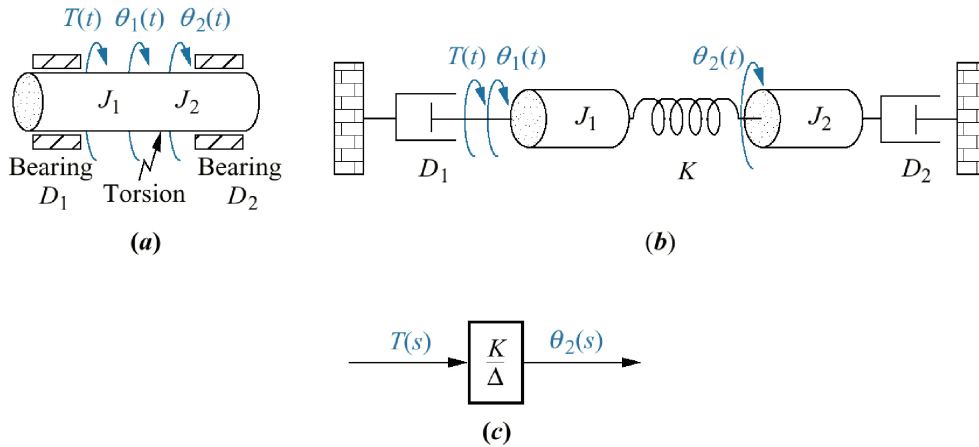 T(t) θ₁(t) θ₂(t)
J₁ J₂
Bearing Bearing
D₁ Torsion D₂
(a)
T(t) θ₁(t) θ₂(t)
J₁ J₂
D₁ K D₂
(b)
T(s) K/Δ θ₂(s)
(c)